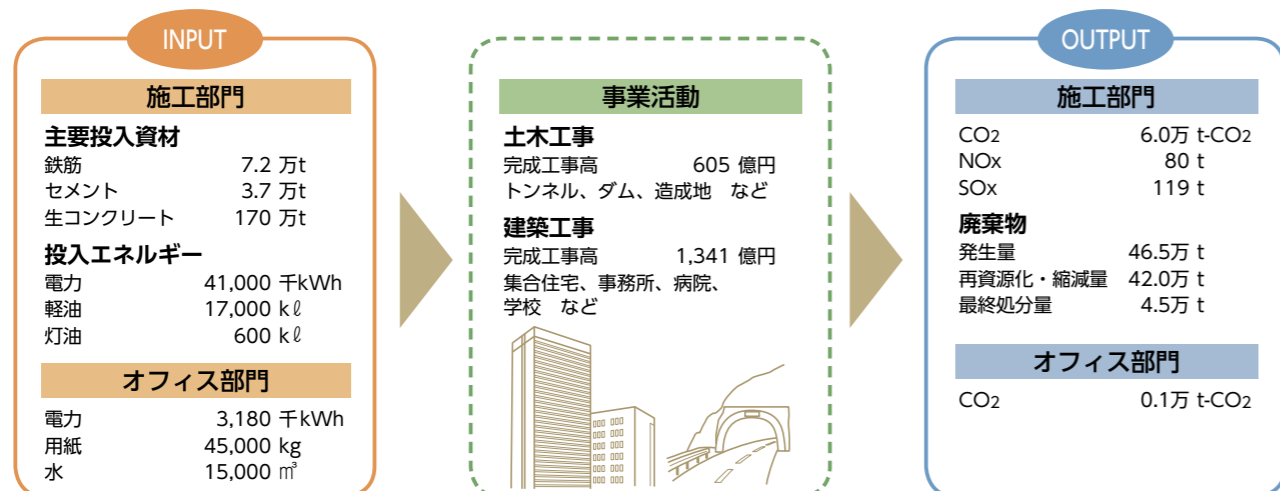 INPUT
施工部門
主要投入資材
鉄筋 7.2 万t
セメント 3.7 万t
生コンクリート 170 万t
投入エネルギー
電力 41,000 千kWh
軽油 17,000 kℓ
灯油 600 kℓ
オフィス部門
電力 3,180 千kWh
用紙 45,000 kg
水 15,000 ㎥
事業活動
土木工事
完成工事高 605 億円
トンネル、ダム、造成地 など
建築工事
完成工事高 1,341 億円
集合住宅、事務所、病院、
学校 など
OUTPUT
施工部門
CO2 6.0万 t-CO2
NOx 80 t
SOx 119 t
廃棄物
発生量 46.5万 t
再資源化・縮減量 42.0万 t
最終処分量 4.5万 t
オフィス部門
CO2 0.1万 t-CO2